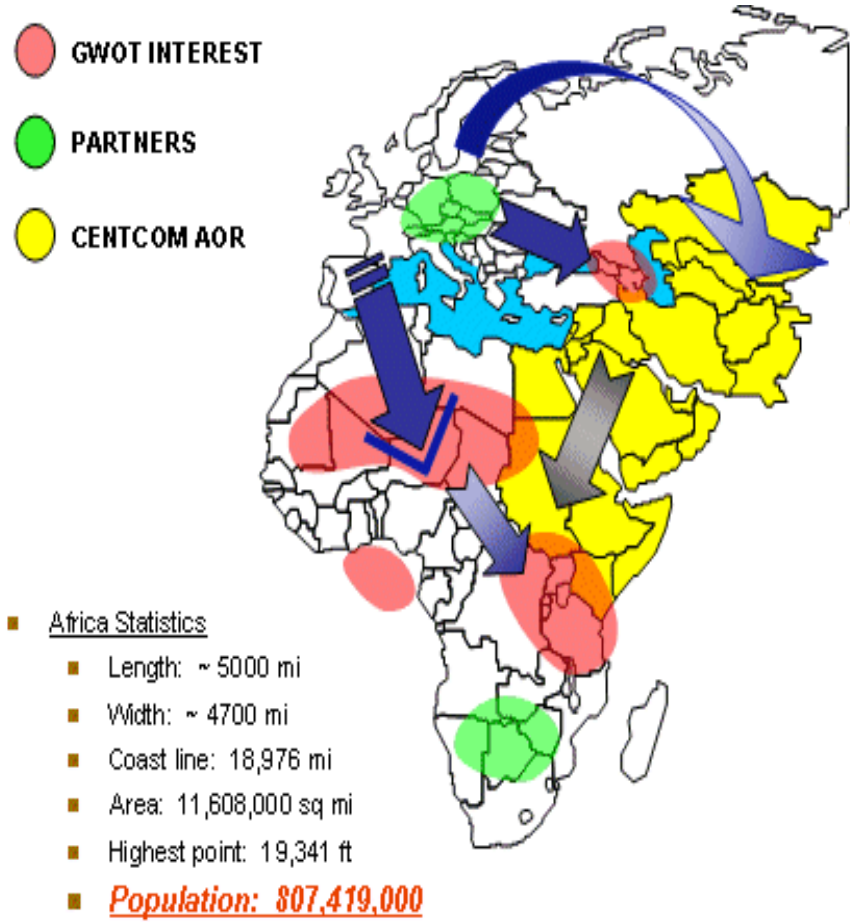 GWOT INTEREST
PARTNERS
CENTCOM AOR
Africa Statistics
Length: ~ 5000 mi
Width: ~ 4700 mi
Coast line: 18,976 mi
Area: 11,608,000 sq mi
Highest point: 19,341 ft
Population: 807,419,000